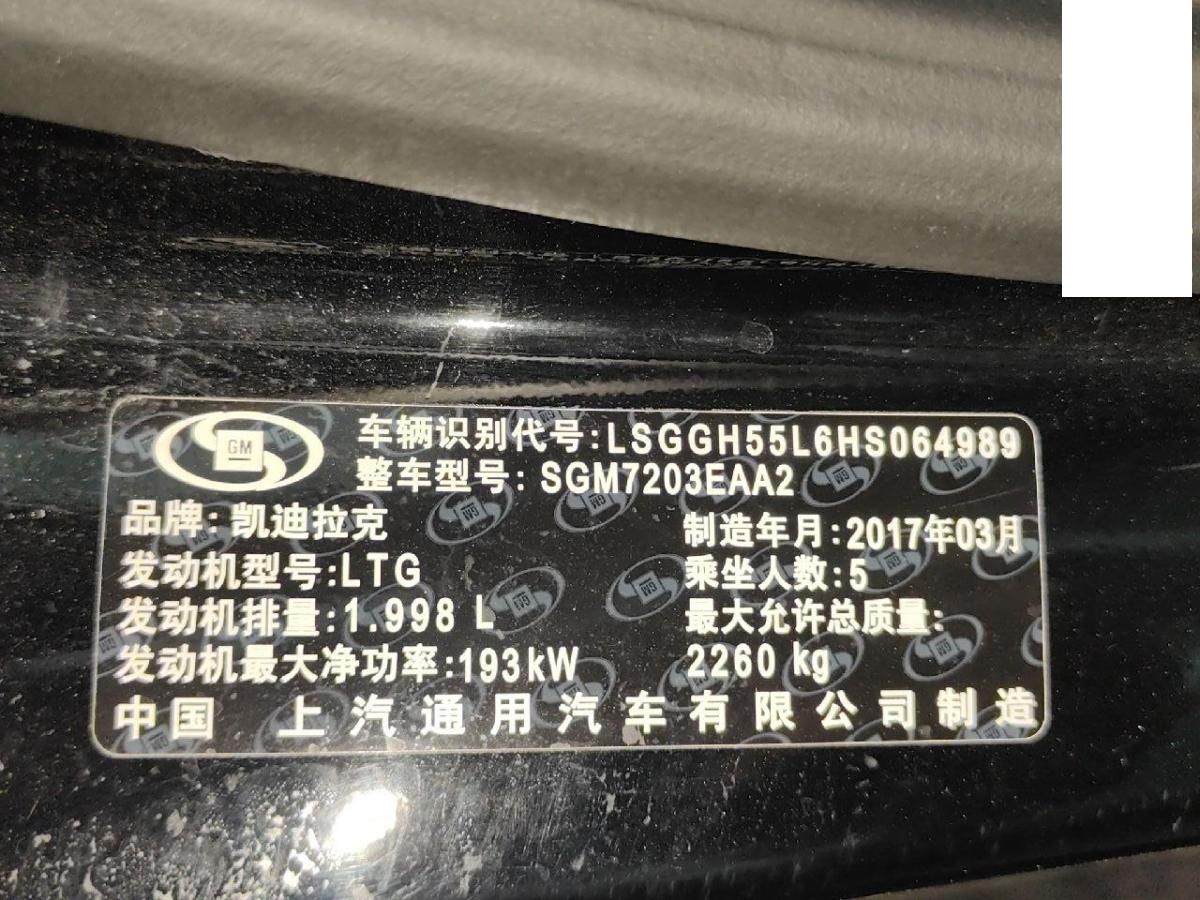 GM
车辆识别代号:LSGGH55L6HS064989
整车型号: SGM7203EAA2
品牌: 凯迪拉克
制造年月:2017年03月
发动机型号:LTG
乘坐人数:5
发动机排量:1.998 L
最大允许总质量:
发动机最大净功率:193kW
2260 kg
中国 上汽通用汽车有限公司制造